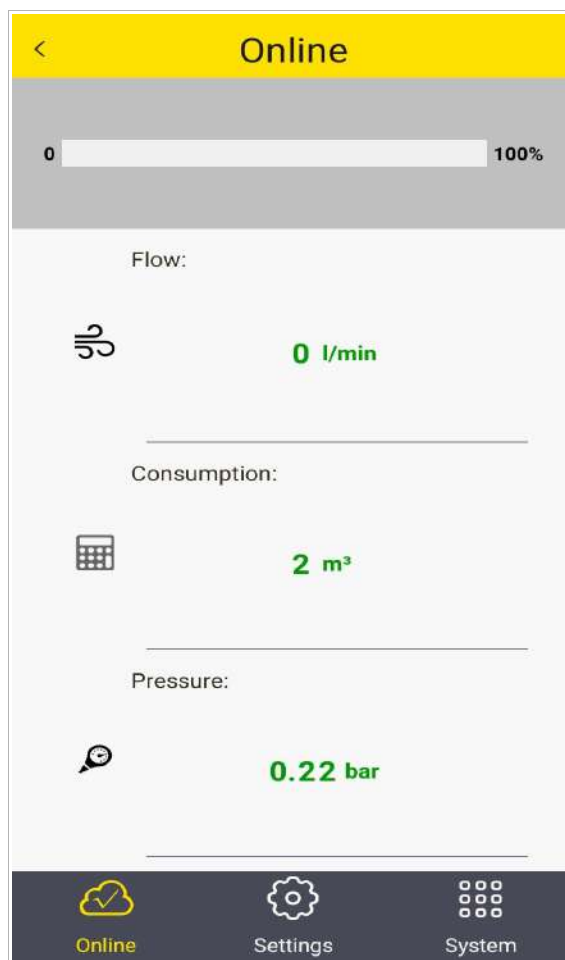 < Online
0 100%
Flow:
0 l/min
Consumption:
2 m³
Pressure:
0.22 bar
Online Settings System